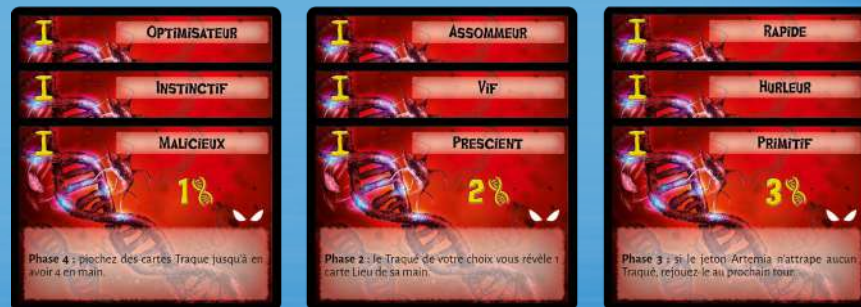 I OPTIMISATEUR
I INSTINCTIF
I MALICIEUX
1
Phase 4 : piochez des cartes Traque jusqu'à en
avoir 4 en main.
I ASSOMMEUR
I VIF
I PRESCIENT
2
Phase 2 : le Traqué de votre choix vous révèle 1
carte Lieu de sa main.
I RAPIDE
I HURLEUR
I PRIMITIF
3
Phase 3 : si le jeton Artemia n'attrape aucun
Traqué, rejouez-le au prochain tour.